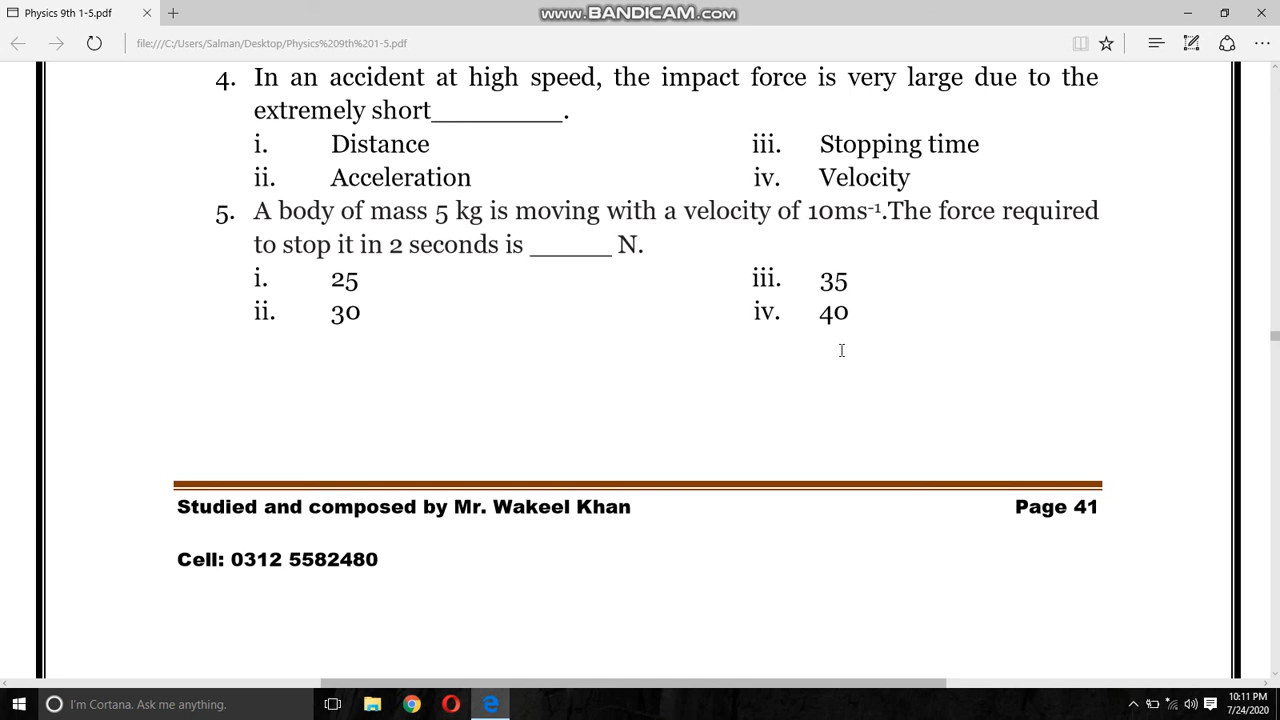 Physics 9th 1-5.pdf
www.BANDICAM.com
file:///C:/Users/Salman/Desktop/Physics%209th%201-5.pdf
4. In an accident at high speed, the impact force is very large due to the
extremely short_________.
i. Distance iii. Stopping time
ii. Acceleration iv. Velocity
5. A body of mass 5 kg is moving with a velocity of 10ms-1.The force required
to stop it in 2 seconds is ______ N.
i. 25 iii. 35
ii. 30 iv. 40
Studied and composed by Mr. Wakeel Khan Page 41
Cell: 0312 5582480
I'm Cortana. Ask me anything.
10:11 PM
7/24/2020